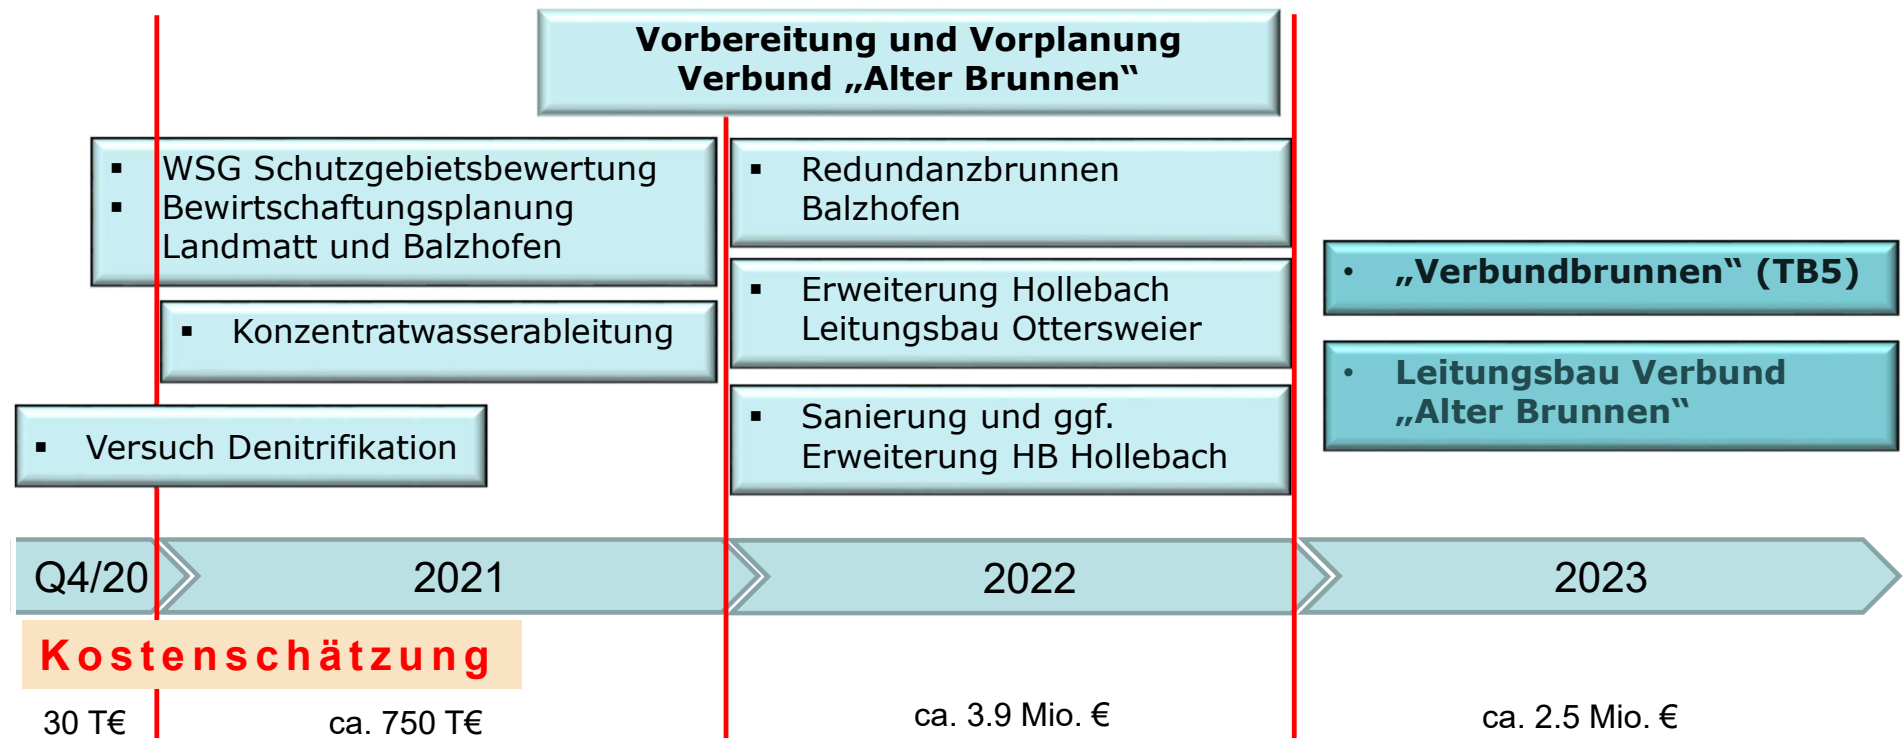 Vorbereitung und Vorplanung
Verbund „Alter Brunnen“
▪ WSG Schutzgebietsbewertung
▪ Bewirtschaftungsplanung
Landmatt und Balzhofen
▪ Konzentratwasserableitung
▪ Versuch Denitrifikation
▪ Redundanzbrunnen
Balzhofen
▪ Erweiterung Hollebach
Leitungsbau Ottersweier
▪ Sanierung und ggf.
Erweiterung HB Hollebach
• „Verbundbrunnen“ (TB5)
• Leitungsbau Verbund
„Alter Brunnen“
Q4/20 2021 2022 2023
Kostenschätzung
30 T€ ca. 750 T€ ca. 3.9 Mio. € ca. 2.5 Mio. €